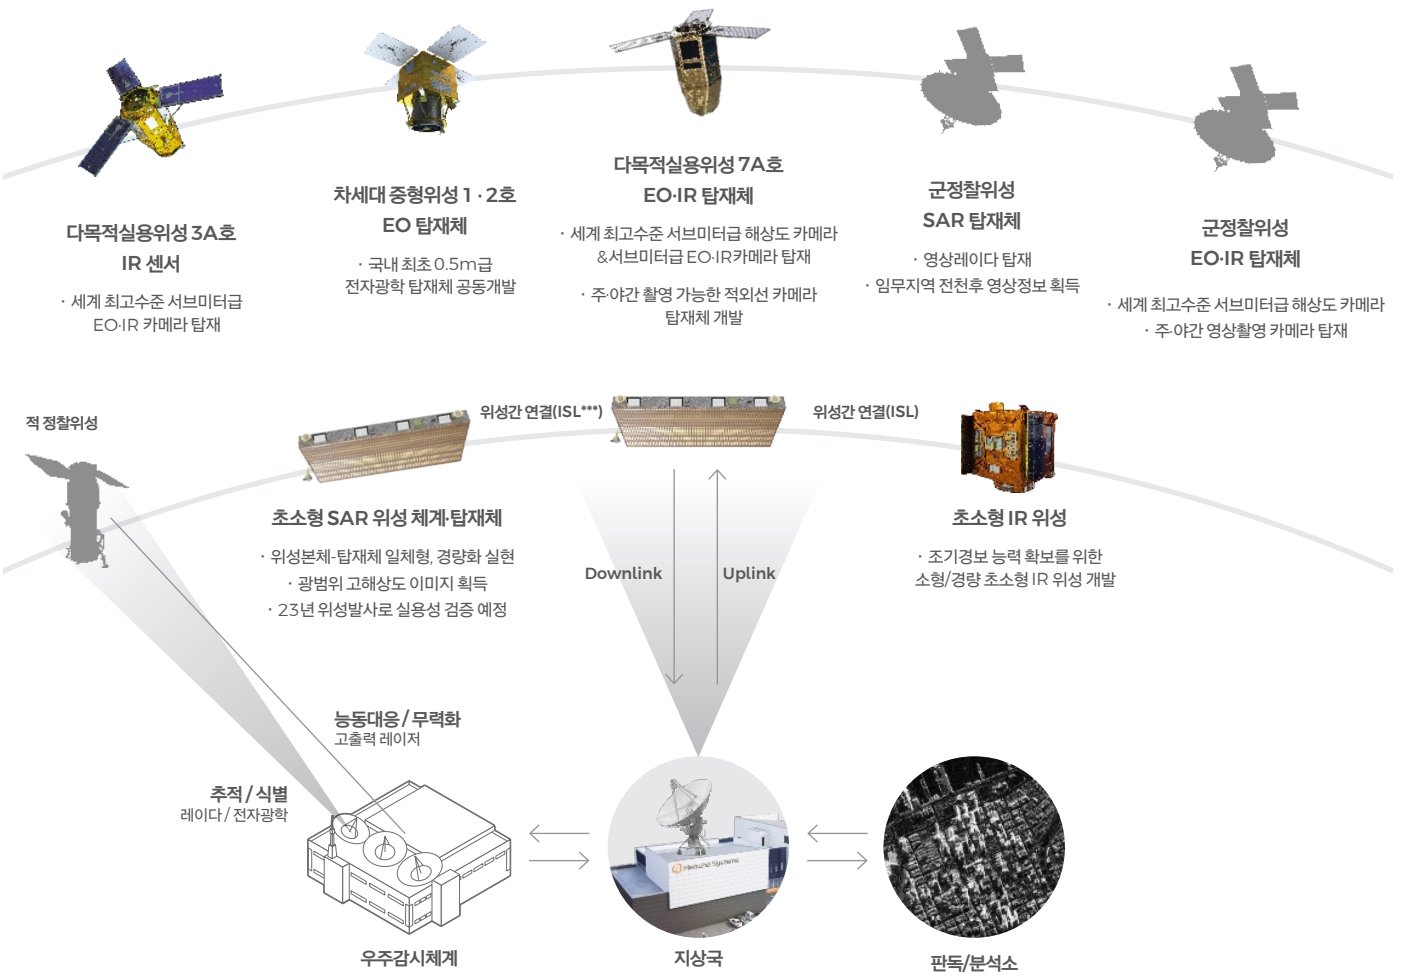 다목적실용위성 3A호
IR 센서
· 세계 최고수준 서브미터급
EO·IR 카메라 탑재
차세대 중형위성 1 · 2호
EO 탑재체
· 국내 최초 0.5m급
전자광학 탑재체 공동개발
다목적실용위성 7A호
EO·IR 탑재체
· 세계 최고수준 서브미터급 해상도 카메라
&서브미터급 EO·IR카메라 탑재
· 주·야간 촬영 가능한 적외선 카메라
탑재체 개발
군정찰위성
SAR 탑재체
· 영상레이다 탑재
· 임무지역 전천후 영상정보 획득
군정찰위성
EO·IR 탑재체
· 세계 최고수준 서브미터급 해상도 카메라
· 주·야간 영상촬영 카메라 탑재
적 정찰위성
위성간 연결(ISL***)
위성간 연결(ISL)
초소형 SAR 위성 체계·탑재체
· 위성본체-탑재체 일체형, 경량화 실현
· 광범위 고해상도 이미지 획득
· 23년 위성발사로 실용성 검증 예정
Downlink
Uplink
초소형 IR 위성
· 조기경보 능력 확보를 위한
소형/경량 초소형 IR 위성 개발
능동대응 / 무력화
고출력 레이저
추적 / 식별
레이다 / 전자광학
Hanwha Systems
우주감시체계
지상국
판독/분석소